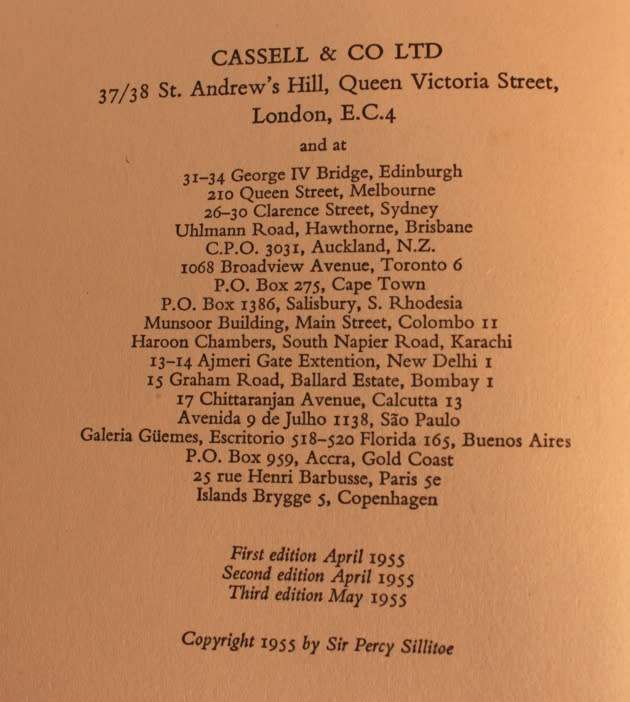 CASSELL & CO LTD
37/38 St. Andrew's Hill, Queen Victoria Street,
London, E.C.4
and at
31–34 George IV Bridge, Edinburgh
210 Queen Street, Melbourne
26–30 Clarence Street, Sydney
Uhlmann Road, Hawthorne, Brisbane
C.P.O. 3031, Auckland, N.Z.
1068 Broadview Avenue, Toronto 6
P.O. Box 275, Cape Town
P.O. Box 1386, Salisbury, S. Rhodesia
Munsoor Building, Main Street, Colombo 11
Haroon Chambers, South Napier Road, Karachi
13–14 Ajmeri Gate Extention, New Delhi 1
15 Graham Road, Ballard Estate, Bombay 1
17 Chittaranjan Avenue, Calcutta 13
Avenida 9 de Julho 1138, São Paulo
Galeria Güemes, Escritorio 518–520 Florida 165, Buenos Aires
P.O. Box 959, Accra, Gold Coast
25 rue Henri Barbusse, Paris 5e
Islands Brygge 5, Copenhagen
First edition April 1955
Second edition April 1955
Third edition May 1955
Copyright 1955 by Sir Percy Sillitoe